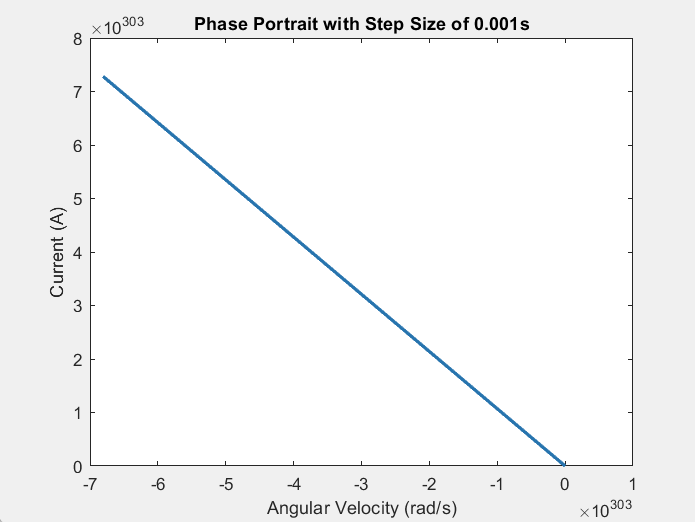 Phase Portrait with Step Size of 0.001s
×10^303
8
7
6
5
4
3
2
1
0
Current (A)
-7 -6 -5 -4 -3 -2 -1 0 1
×10^303
Angular Velocity (rad/s)